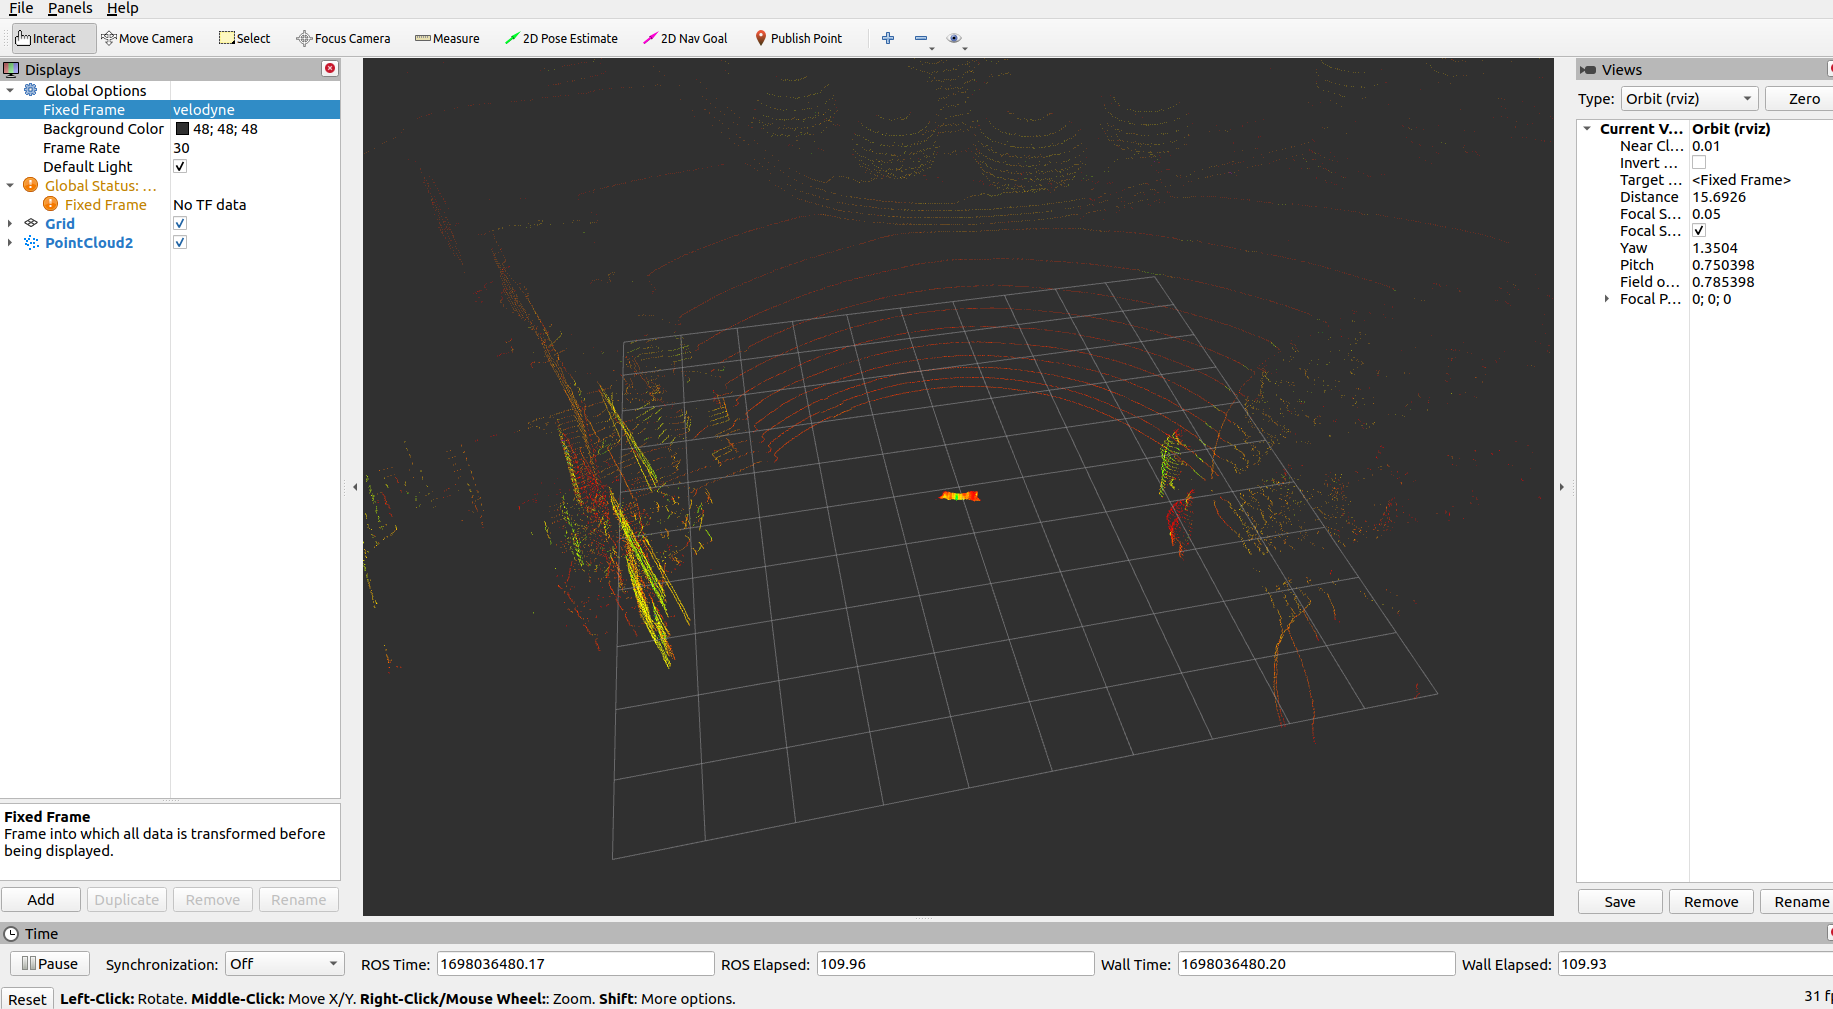 File Panels Help
Interact Move Camera Select Focus Camera Measure 2D Pose Estimate 2D Nav Goal Publish Point
Displays
Global Options
Fixed Frame velodyne
Background Color 48; 48; 48
Frame Rate 30
Default Light
Global Status: ...
Fixed Frame No TF data
Grid
PointCloud2
Fixed Frame
Frame into which all data is transformed before
being displayed.
Add Duplicate Remove Rename
Views
Type: Orbit (rviz) Zero
Current V... Orbit (rviz)
Near Cl... 0.01
Invert ...
Target ... <Fixed Frame>
Distance 15.6926
Focal S... 0.05
Focal S...
Yaw 1.3504
Pitch 0.750398
Field o... 0.785398
Focal P... 0; 0; 0
Save Remove Rename
Time
Pause Synchronization: Off ROS Time: 1698036480.17 ROS Elapsed: 109.96 Wall Time: 1698036480.20 Wall Elapsed: 109.93
Reset Left-Click: Rotate. Middle-Click: Move X/Y. Right-Click/Mouse Wheel:: Zoom. Shift: More options.
31 fp